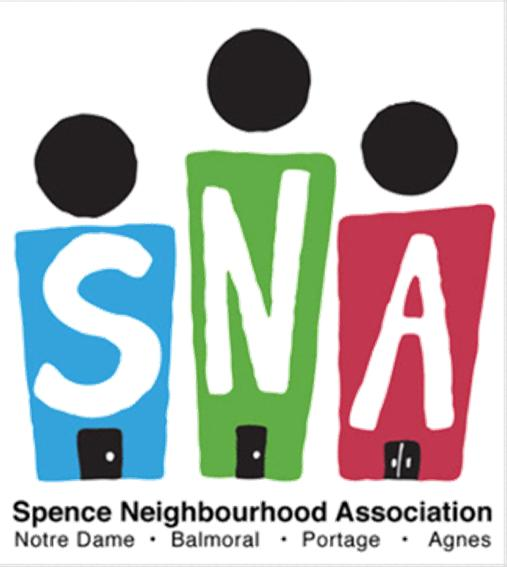 SNA
Spence Neighbourhood Association
Notre Dame • Balmoral • Portage • Agnes